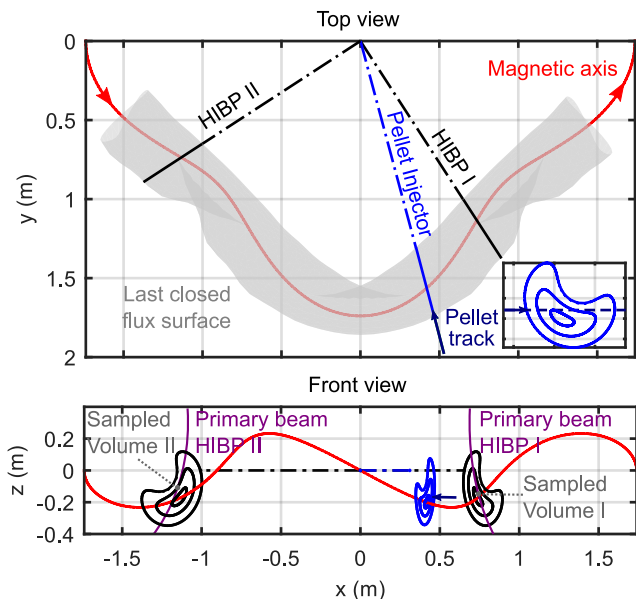 Top view
0
0.5
1
1.5
2
y (m)
HIBP II
HIBP I
Pellet Injector
Magnetic axis
Last closed
flux surface
Pellet
track
Front view
0.2
0
-0.2
-0.4
z (m)
Sampled
Volume II
Primary beam
HIBP II
Primary beam
HIBP I
Sampled
Volume I
-1.5
-1
-0.5
0
0.5
1
1.5
x (m)